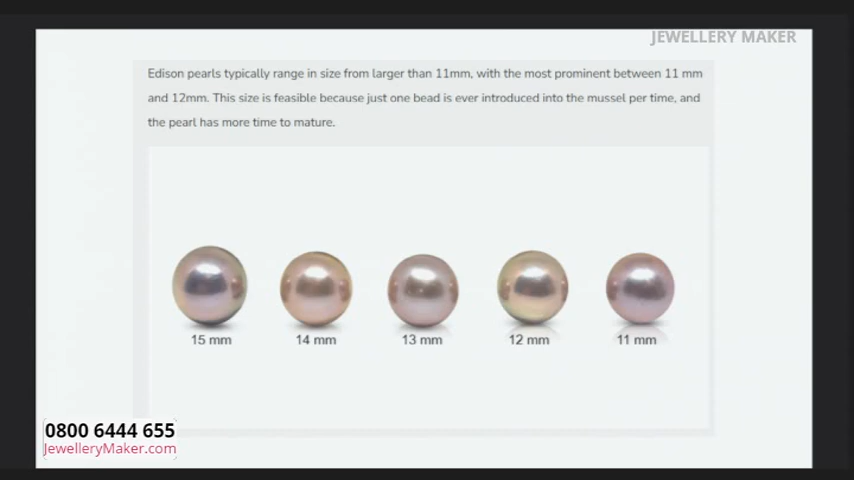 JEWELLERY MAKER
Edison pearls typically range in size from larger than 11mm, with the most prominent between 11 mm
and 12mm. This size is feasible because just one bead is ever introduced into the mussel per time, and
the pearl has more time to mature.
15 mm 14 mm 13 mm 12 mm 11 mm
0800 6444 655
JewelleryMaker.com